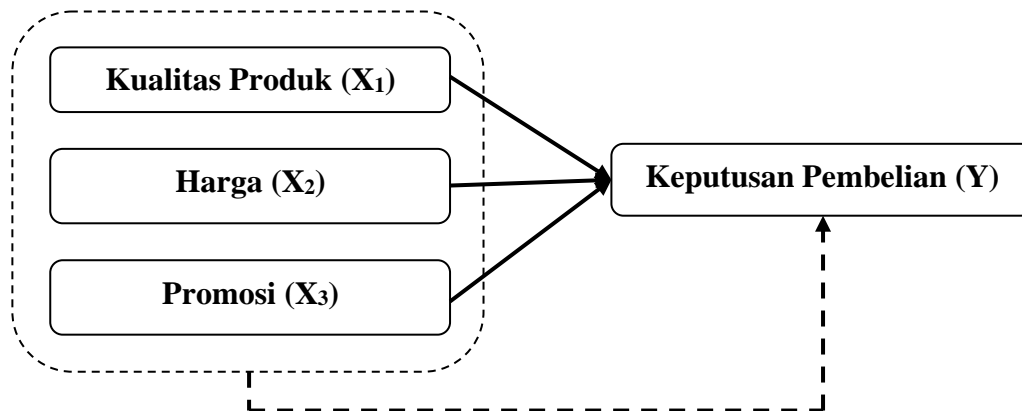 Kualitas Produk (X₁)
Harga (X₂)
Keputusan Pembelian (Y)
Promosi (X₃)